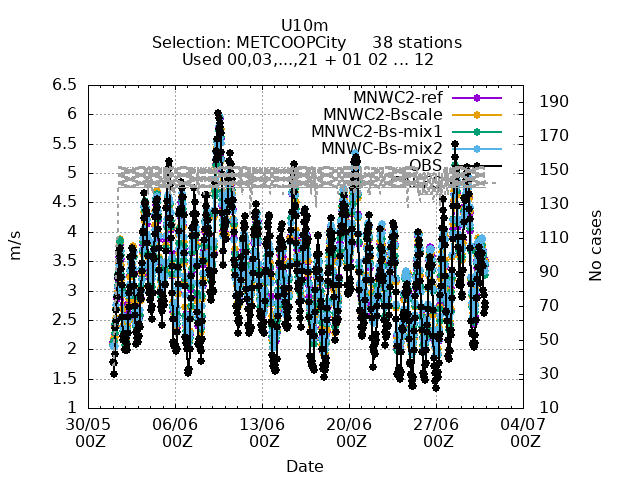 U10m
Selection: METCOOPCity 38 stations
Used 00,03,...,21 + 01 02 ... 12
MNWC2-ref
MNWC2-Bscale
MNWC2-Bs-mix1
MNWC-Bs-mix2
OBS
6.5
6
5.5
5
4.5
4
3.5
3
2.5
2
1.5
1
m/s
190
170
150
130
110
90
70
50
30
10
No cases
30/05 06/06 13/06 20/06 27/06 04/07
00Z 00Z 00Z 00Z 00Z 00Z
Date